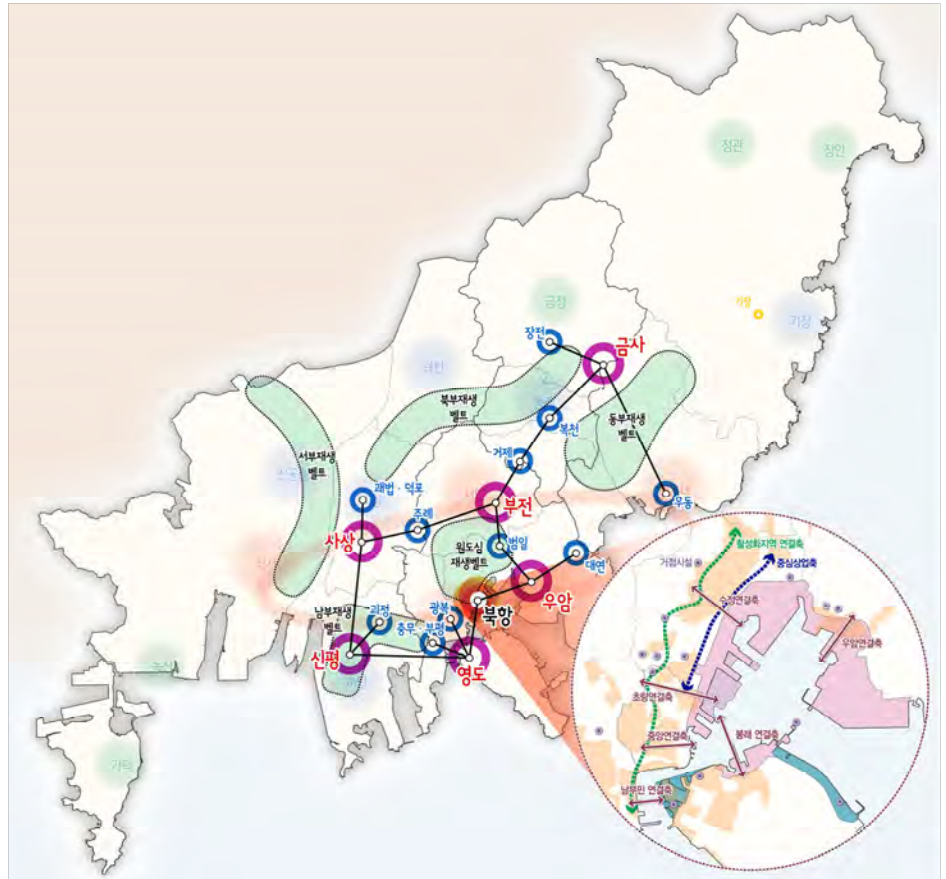 정관
장안
금정
기장
기장
장전
금사
북부재생
벨트
동부재생
벨트
복천
서부재생
벨트
거제
괘법·덕포
부전
우동
주례
사상
범일
원도심
재생벨트
대연
우암
북항
남부재생
벨트
괴정
광복
충무
부평
신평
영도
가덕
활성화지역 연결축
거점시설
중심상업축
수정연결축
우암연결축
초량연결축
중앙연결축
봉래 연결축
남부민 연결축